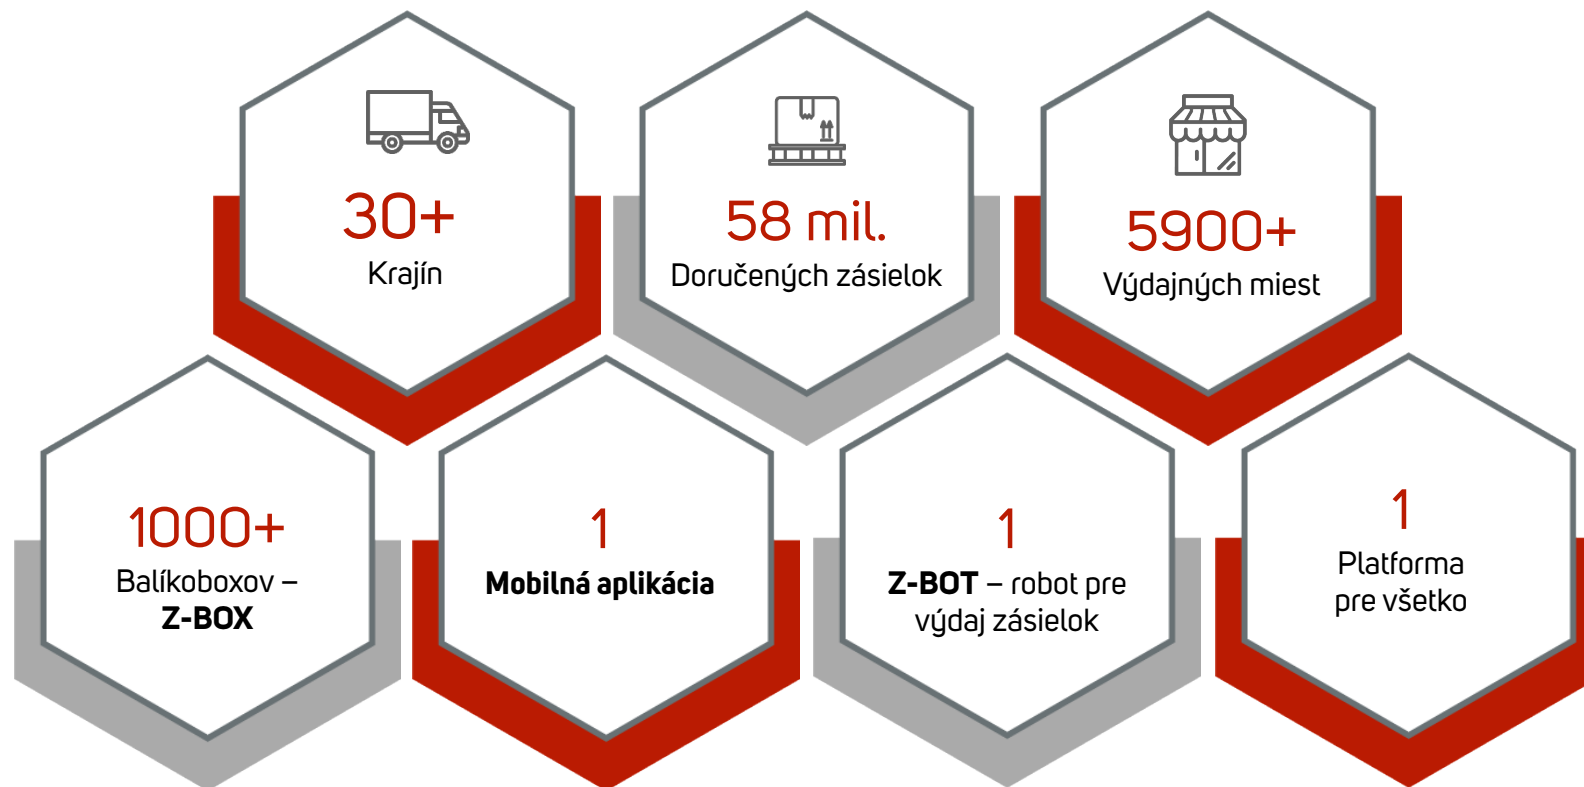 30+
Krajín
58 mil.
Doručených zásielok
5900+
Výdajných miest
1000+
Balíkoboxov –
Z-BOX
1
Mobilná aplikácia
1
Z-BOT – robot pre
výdaj zásielok
1
Platforma
pre všetko